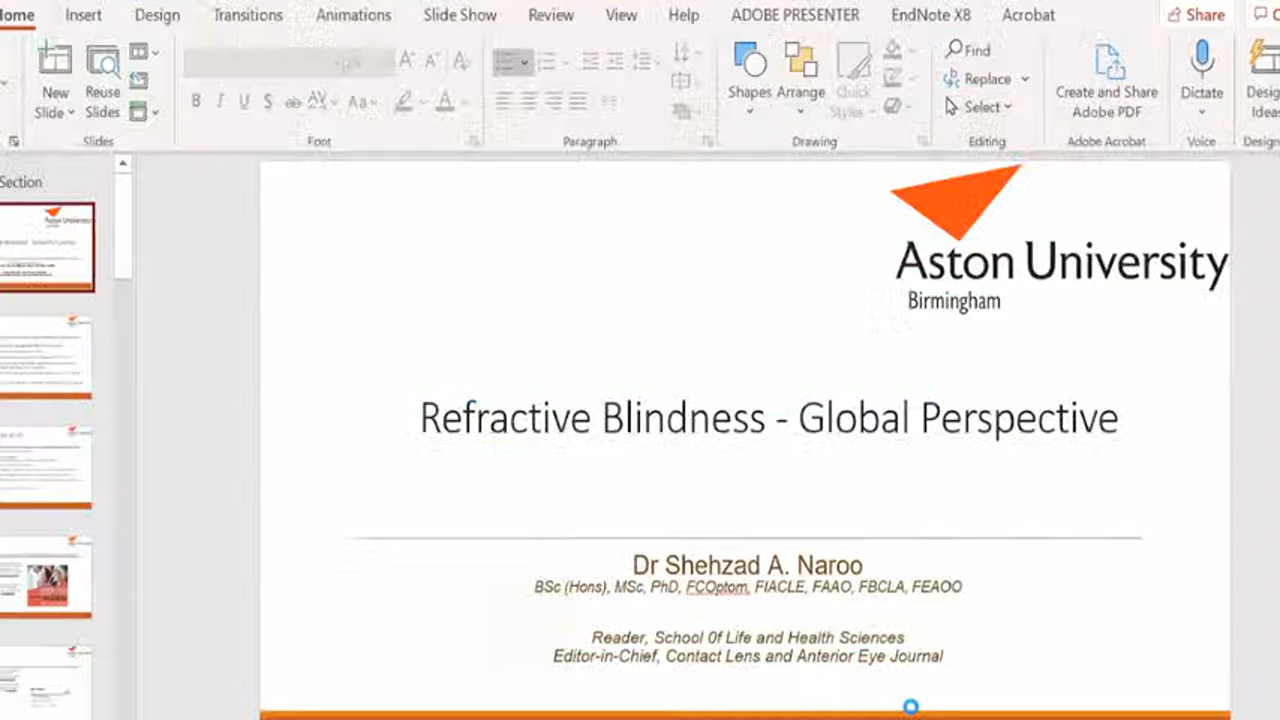 Home Insert Design Transitions Animations Slide Show Review View Help ADOBE PRESENTER EndNote X8 Acrobat Share
New Slide
Reuse Slides
Shapes
Arrange
Quick Styles
Find
Replace
Select
Create and Share Adobe PDF
Dictate
Slides Font Paragraph Drawing Editing Adobe Acrobat Voice
Section
Aston University
Birmingham
Refractive Blindness - Global Perspective
Dr Shehzad A. Naroo
BSc (Hons), MSc, PhD, FCOptom, FIACLE, FAAO, FBCLA, FEAOO
Reader, School 0f Life and Health Sciences
Editor-in-Chief, Contact Lens and Anterior Eye Journal